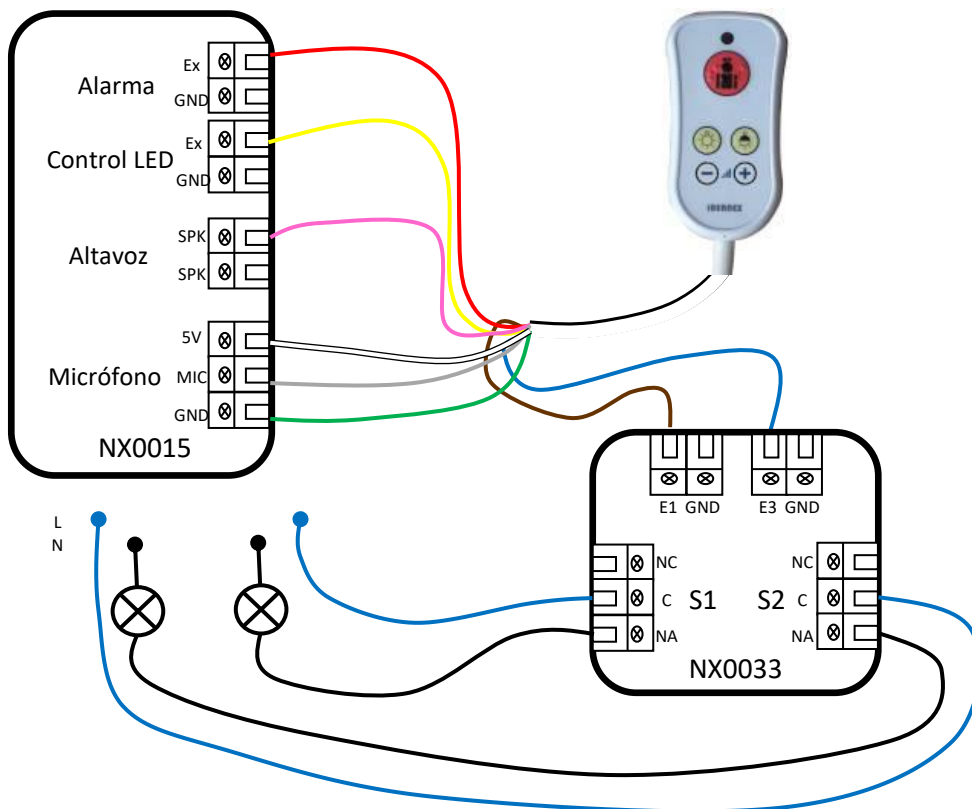 Alarma
Ex
GND
Control LED
Ex
GND
Altavoz
SPK
SPK
Micrófono
5V
MIC
GND
NX0015
IBERNEX
L
N
E1 GND
E3 GND
NC
C
NA
S1
S2
NC
C
NA
NX0033